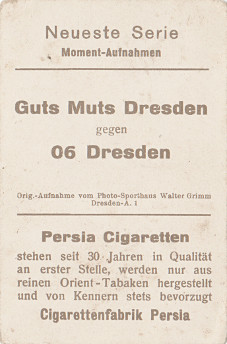 Neueste Serie
Moment-Aufnahmen
Guts Muts Dresden
gegen
06 Dresden
Orig.-Aufnahme vom Photo-Sporthaus Walter Grimm
Dresden-A. 1
Persia Cigaretten
stehen seit 30 Jahren in Qualität
an erster Stelle, werden nur aus
reinen Orient-Tabaken hergestellt
und von Kennern stets bevorzugt
Cigarettenfabrik Persia